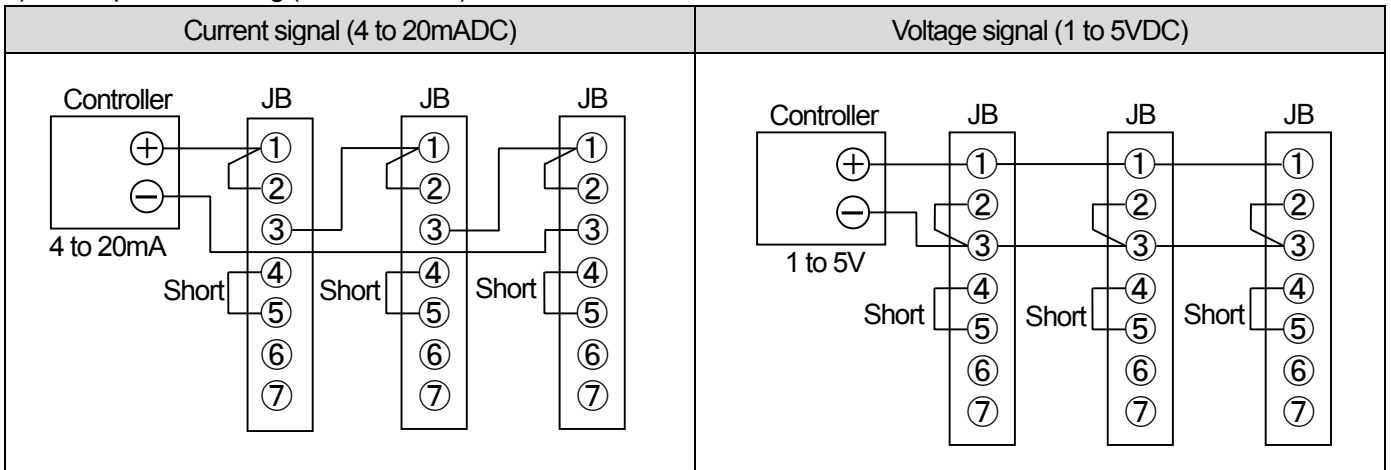 Current signal (4 to 20mADC)
Voltage signal (1 to 5VDC)
Controller JB JB JB
+ ① ① ①
− ② ② ②
③ ③ ③
4 to 20mA
④ ④ ④
Short Short Short
⑤ ⑤ ⑤
⑥ ⑥ ⑥
⑦ ⑦ ⑦
Controller JB JB JB
+ ① ① ①
− ② ② ②
③ ③ ③
1 to 5V
④ ④ ④
Short Short Short
⑤ ⑤ ⑤
⑥ ⑥ ⑥
⑦ ⑦ ⑦